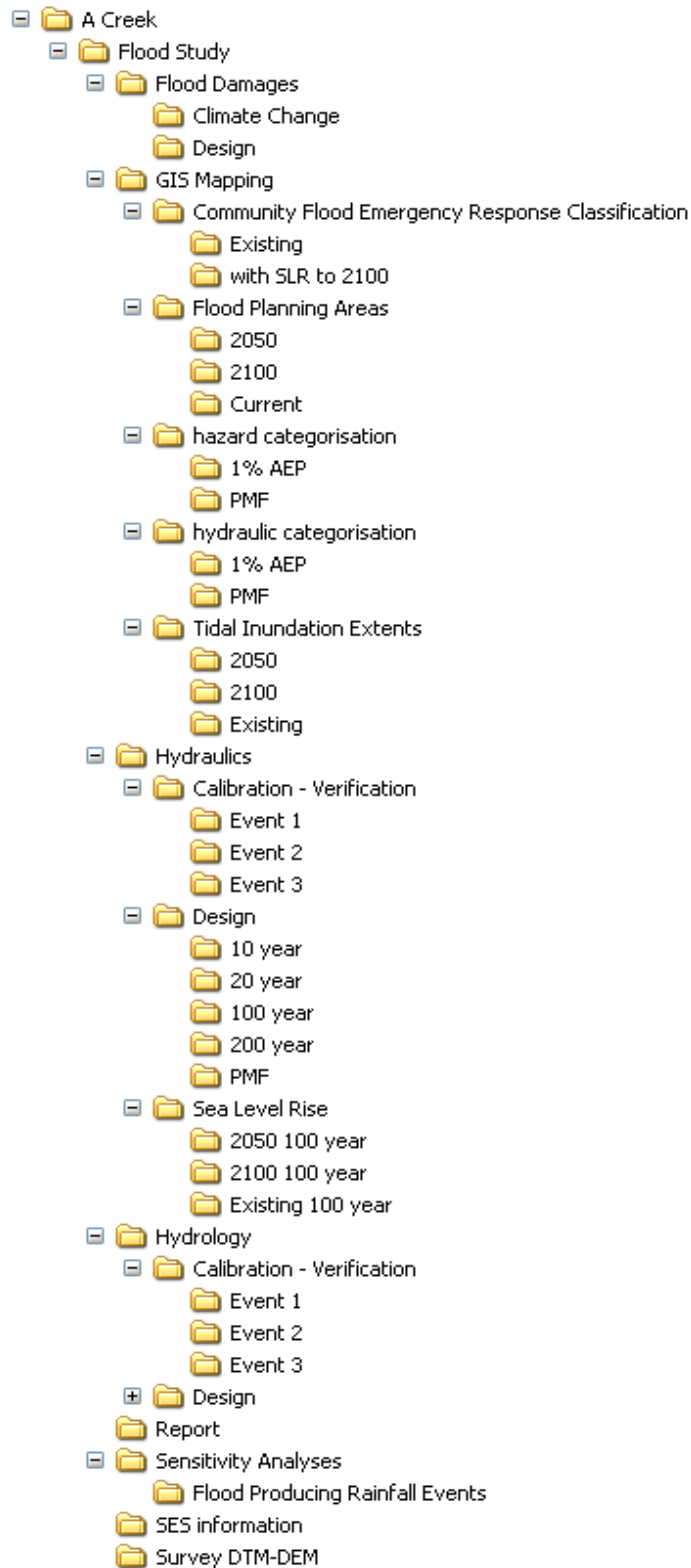 A Creek
Flood Study
Flood Damages
Climate Change
Design
GIS Mapping
Community Flood Emergency Response Classification
Existing
with SLR to 2100
Flood Planning Areas
2050
2100
Current
hazard categorisation
1% AEP
PMF
hydraulic categorisation
1% AEP
PMF
Tidal Inundation Extents
2050
2100
Existing
Hydraulics
Calibration - Verification
Event 1
Event 2
Event 3
Design
10 year
20 year
100 year
200 year
PMF
Sea Level Rise
2050 100 year
2100 100 year
Existing 100 year
Hydrology
Calibration - Verification
Event 1
Event 2
Event 3
Design
Report
Sensitivity Analyses
Flood Producing Rainfall Events
SES information
Survey DTM-DEM